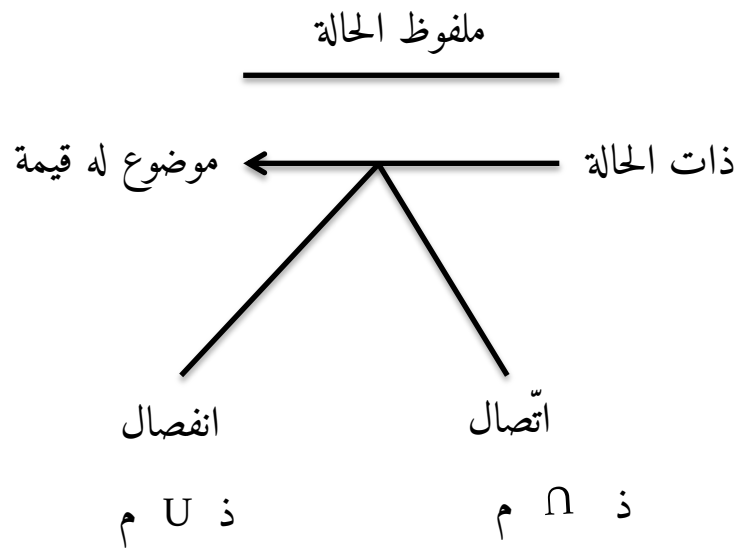 ملفوظ الحالة
ذات الحالة موضوع له قيمة
اتّصال انفصال
ذ ∩ م ذ U م